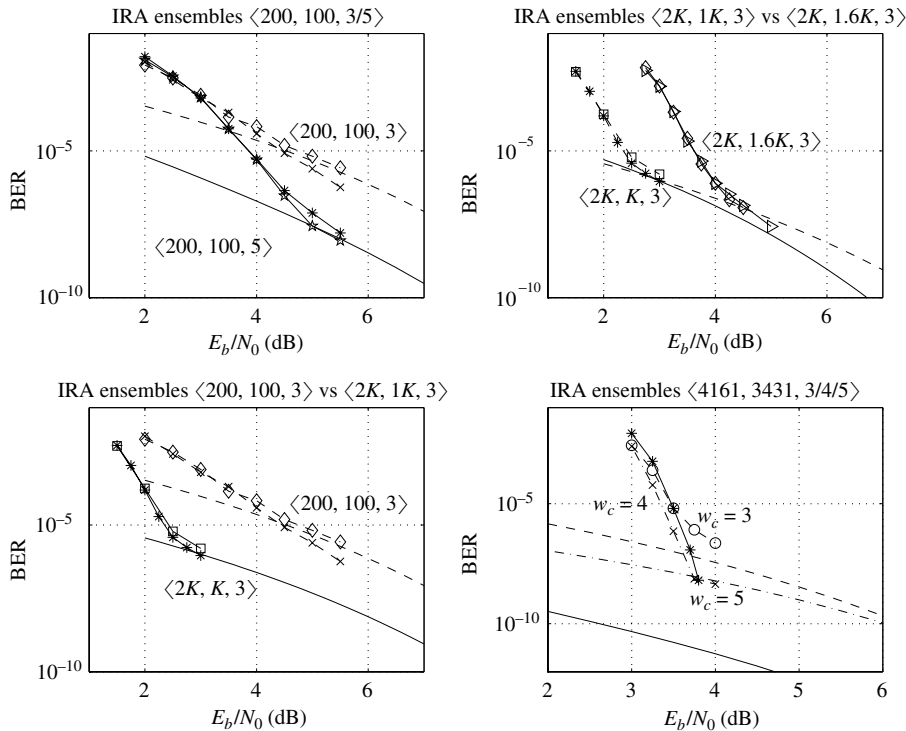 IRA ensembles ⟨200, 100, 3/5⟩
BER
10⁻⁵
10⁻¹⁰
⟨200, 100, 3⟩
⟨200, 100, 5⟩
2 4 6
E_b/N_0 (dB)
IRA ensembles ⟨2K, 1K, 3⟩ vs ⟨2K, 1.6K, 3⟩
BER
10⁻⁵
10⁻¹⁰
⟨2K, 1.6K, 3⟩
⟨2K, K, 3⟩
2 4 6
E_b/N_0 (dB)
IRA ensembles ⟨200, 100, 3⟩ vs ⟨2K, 1K, 3⟩
BER
10⁻⁵
10⁻¹⁰
⟨200, 100, 3⟩
⟨2K, K, 3⟩
2 4 6
E_b/N_0 (dB)
IRA ensembles ⟨4161, 3431, 3/4/5⟩
BER
10⁻⁵
10⁻¹⁰
w_c = 4
w_c = 3
w_c = 5
2 3 4 5 6
E_b/N_0 (dB)